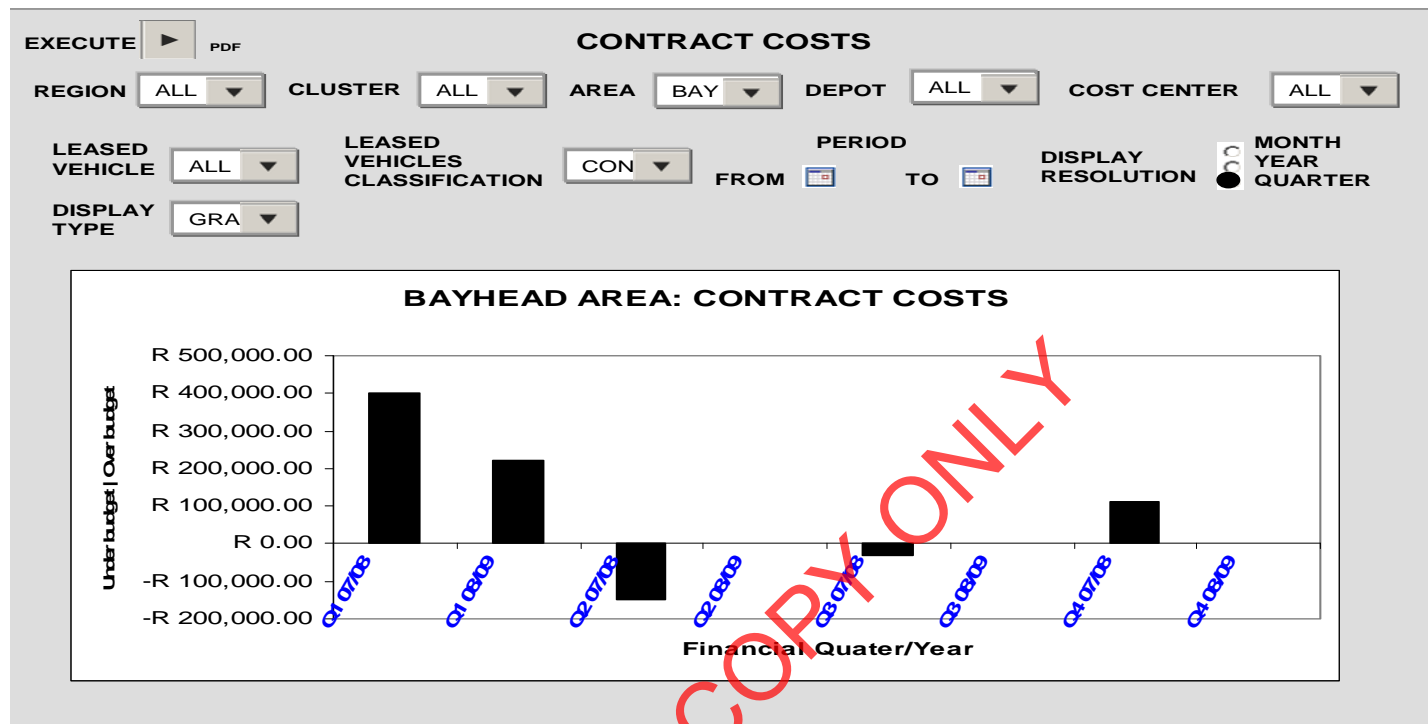 EXECUTE PDF CONTRACT COSTS
REGION ALL CLUSTER ALL AREA BAY DEPOT ALL COST CENTER ALL
LEASED VEHICLE ALL LEASED VEHICLES CLASSIFICATION CON PERIOD FROM TO DISPLAY RESOLUTION MONTH YEAR QUARTER
DISPLAY TYPE GRA
BAYHEAD AREA: CONTRACT COSTS
Under budget | Over budget
R 500,000.00
R 400,000.00
R 300,000.00
R 200,000.00
R 100,000.00
R 0.00
-R 100,000.00
-R 200,000.00
Q1 07/08
Q1 08/09
Q2 07/08
Q2 08/09
Q3 07/08
Q3 08/09
Q4 07/08
Q4 08/09
Financial Quater/Year
COPY ONLY